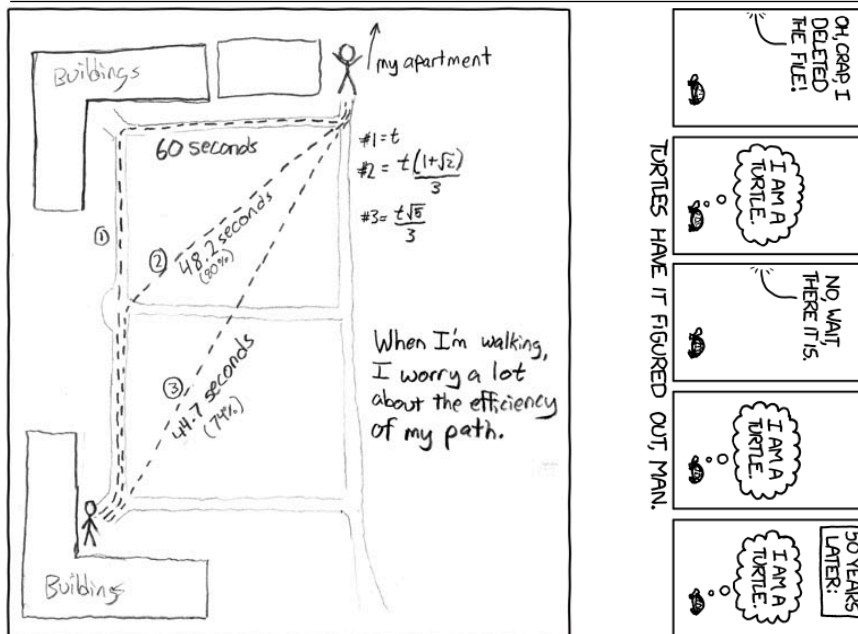 Buildings
my apartment
60 seconds
#1 = t
#2 = t(1+√2)/3
#3 = t√5/3
①
②
48.2 seconds
(80%)
③
44.7 seconds
(74%)
When I'm walking,
I worry a lot
about the efficiency
of my path.
Buildings
OH, CRAP, I
DELETED
THE FILE!
I AM A
TURTLE.
NO, WAIT,
THERE IT IS.
I AM A
TURTLE.
50 YEARS
LATER:
I AM A
TURTLE.
TURTLES HAVE IT FIGURED OUT, MAN.